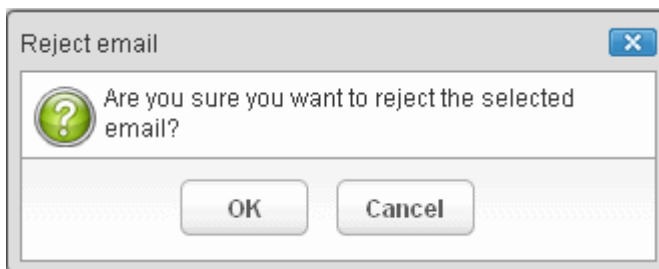 Reject email
Are you sure you want to reject the selected
email?
OK
Cancel